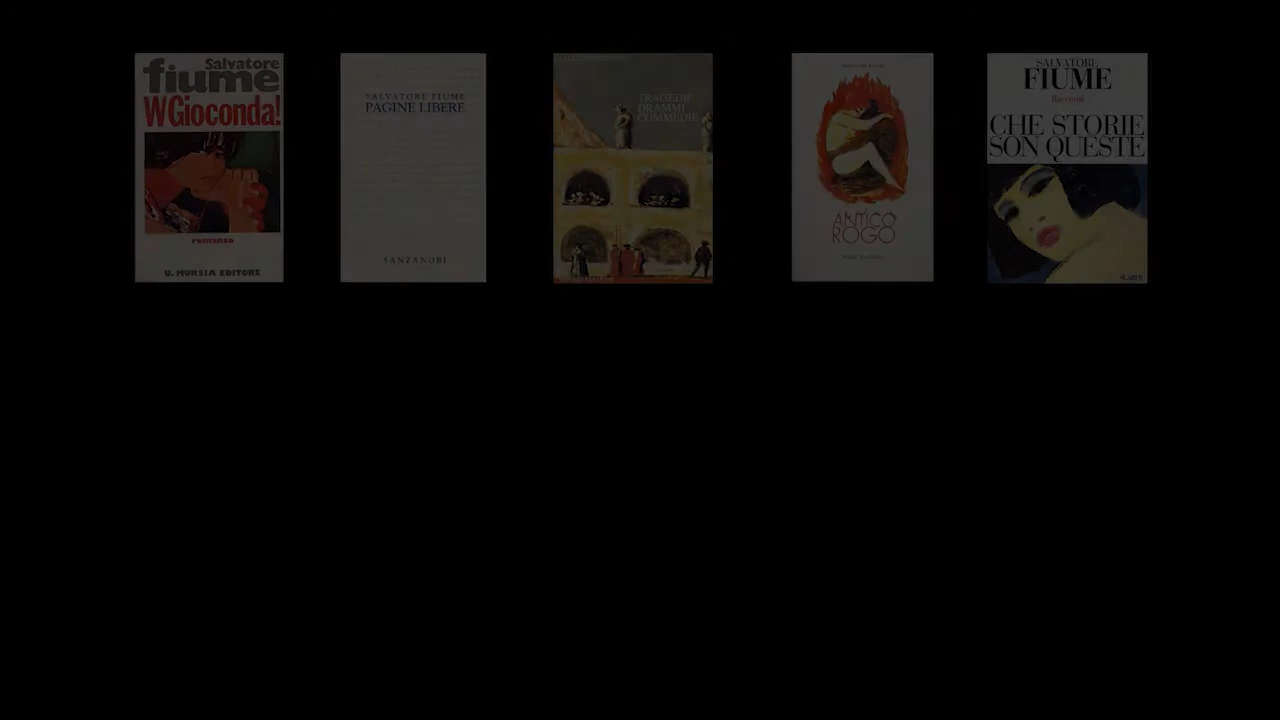 Salvatore
fiume
W Gioconda!
romanzo
U. MURSIA EDITORE
SALVATORE FIUME
PAGINE LIBERE
SANZANOBI
TRAGEDIE
DRAMMI
COMMEDIE
ANTICO
ROGO
SALVATORE
FIUME
Racconti
CHE STORIE
SON QUESTE